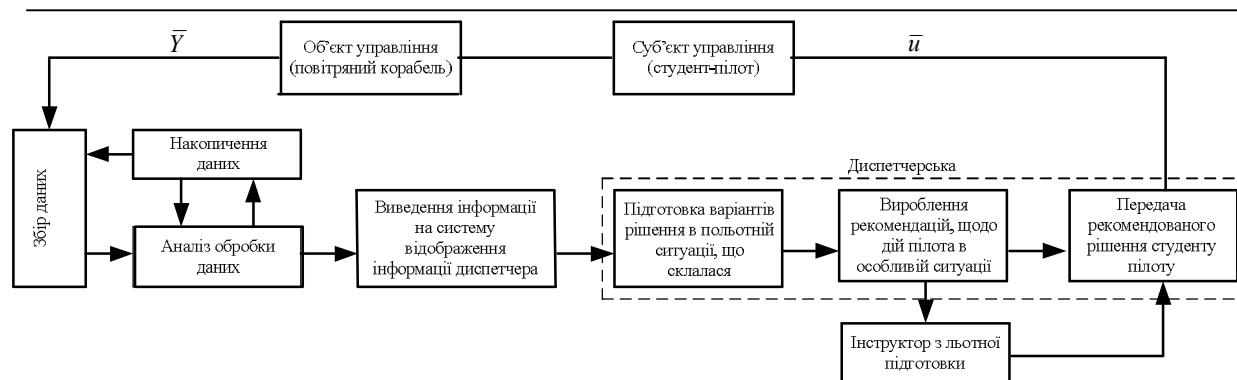 Y̅
Об’єкт управління
(повітряний корабель)
Суб’єкт управління
(студент-пілот)
u̅
Збір даних
Накопичення
даних
Аналіз обробки
даних
Виведення інформації
на систему
відображення
інформації диспетчера
Диспетчерська
Підготовка варіантів
рішення в польотній
ситуації, що
склалася
Вироблення
рекомендацій, щодо
дій пілота в
особливій ситуації
Передача
рекомендованого
рішення студенту
пілоту
Інструктор з льотної
підготовки